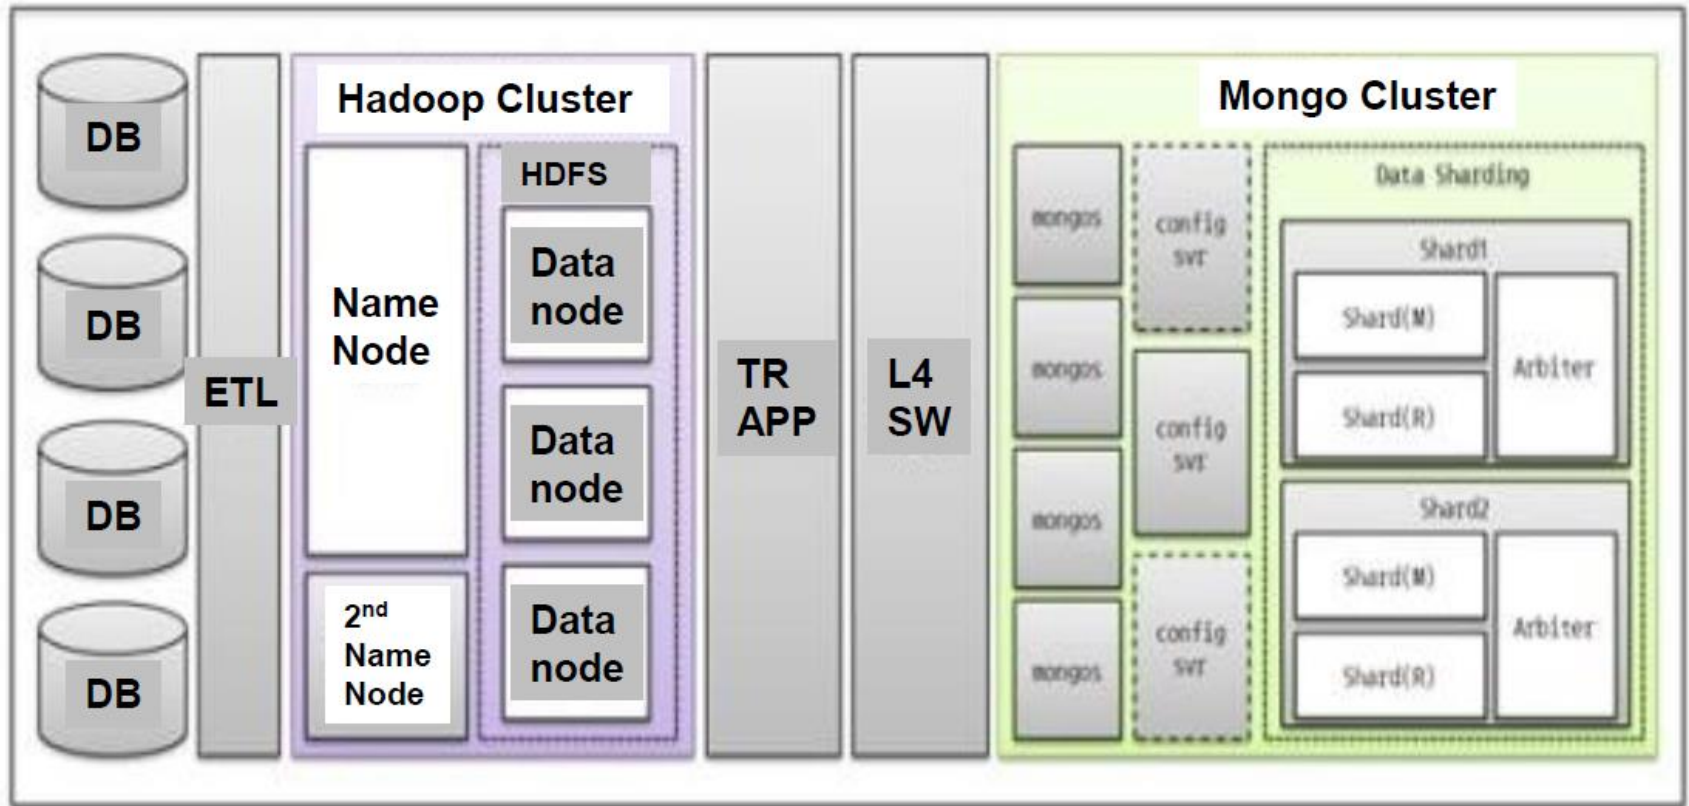 DB
DB
DB
DB
ETL
Hadoop Cluster
Name
Node
2nd
Name
Node
HDFS
Data
node
Data
node
Data
node
TR
APP
L4
SW
Mongo Cluster
mongos
mongos
mongos
mongos
config
svr
config
svr
config
svr
Data Sharding
Shard1
Shard(M)
Shard(R)
Arbiter
Shard2
Shard(M)
Shard(R)
Arbiter